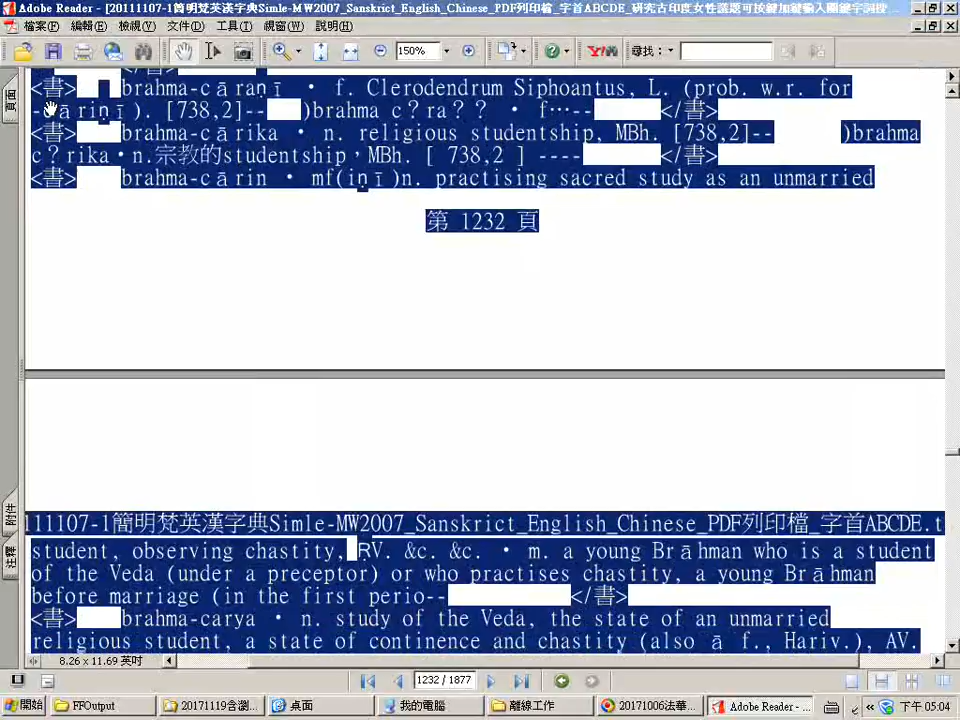 Adobe Reader - [20111107-1簡明梵英漢字典Simle-MW2007_Sanskrict_English_Chinese_PDF列印檔_字首ABCDE_研究古印度女性議題可按鍵加鍵輸入關鍵字詞搜...
檔案(F) 編輯(E) 檢視(V) 文件(D) 工具(T) 視窗(W) 說明(H)
150% 尋找:
頁面
<書> brahma-cāraṇī · f. Clerodendrum Siphoantus, L. (prob. w.r. for
āriṇī). [738,2]-- )brahma c?ra?? · f…-- </書>
<書> brahma-cārika · n. religious studentship, MBh. [738,2]-- )brahma
c?rika·n.宗教的studentship,MBh. [ 738,2 ] ---- </書>
<書> brahma-cārin · mf(iṇī)n. practising sacred study as an unmarried
第 1232 頁
附件
注釋
111107-1簡明梵英漢字典Simle-MW2007_Sanskrict_English_Chinese_PDF列印檔_字首ABCDE.t
student, observing chastity, RV. &c. &c. · m. a young Brāhman who is a student
of the Veda (under a preceptor) or who practises chastity, a young Brāhman
before marriage (in the first perio-- </書>
<書> brahma-carya · n. study of the Veda, the state of an unmarried
religious student, a state of continence and chastity (also ā f., Hariv.), AV.
8.26 x 11.69 英吋
1232 / 1877
開始 FFOutput 20171119含瀏... 桌面 我的電腦 離線工作 20171006法華... Adobe Reader -... 下午 05:04